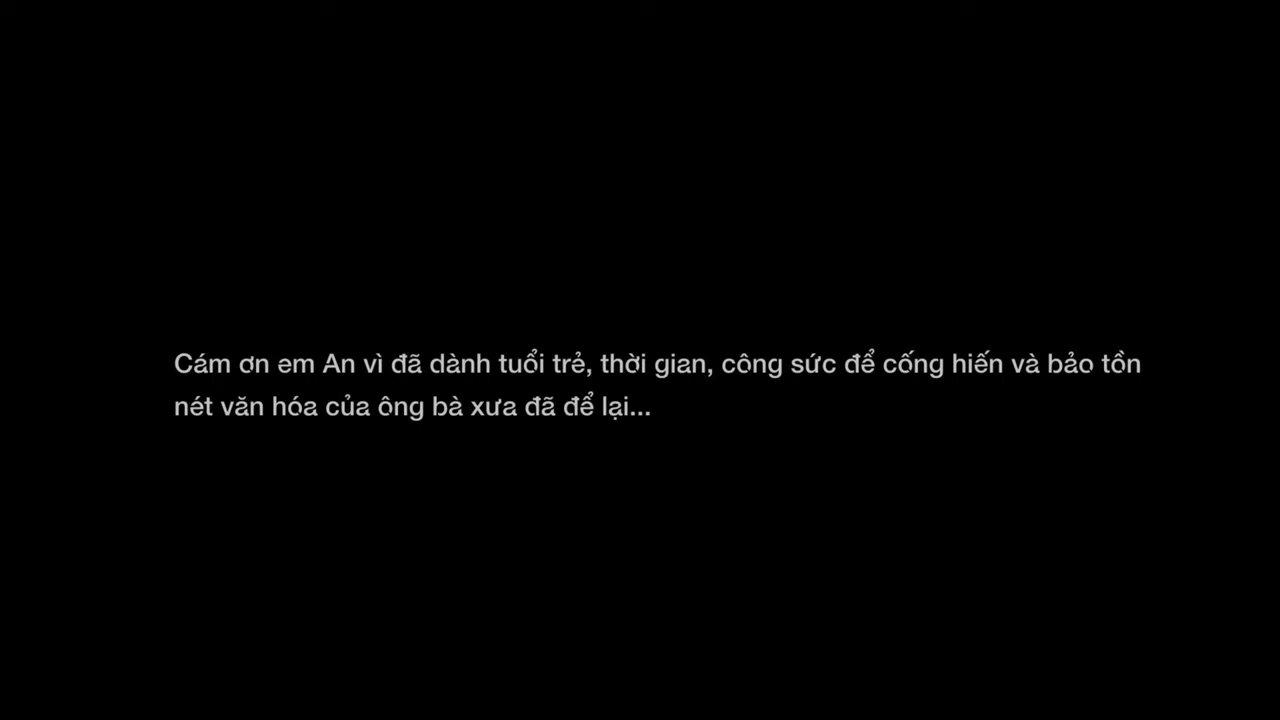 Cám ơn em An vì đã dành tuổi trẻ, thời gian, công sức để cống hiến và bảo tồn
nét văn hóa của ông bà xưa đã để lại...